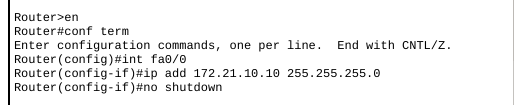 Router>en
Router#conf term
Enter configuration commands, one per line.  End with CNTL/Z.
Router(config)#int fa0/0
Router(config-if)#ip add 172.21.10.10 255.255.255.0
Router(config-if)#no shutdown